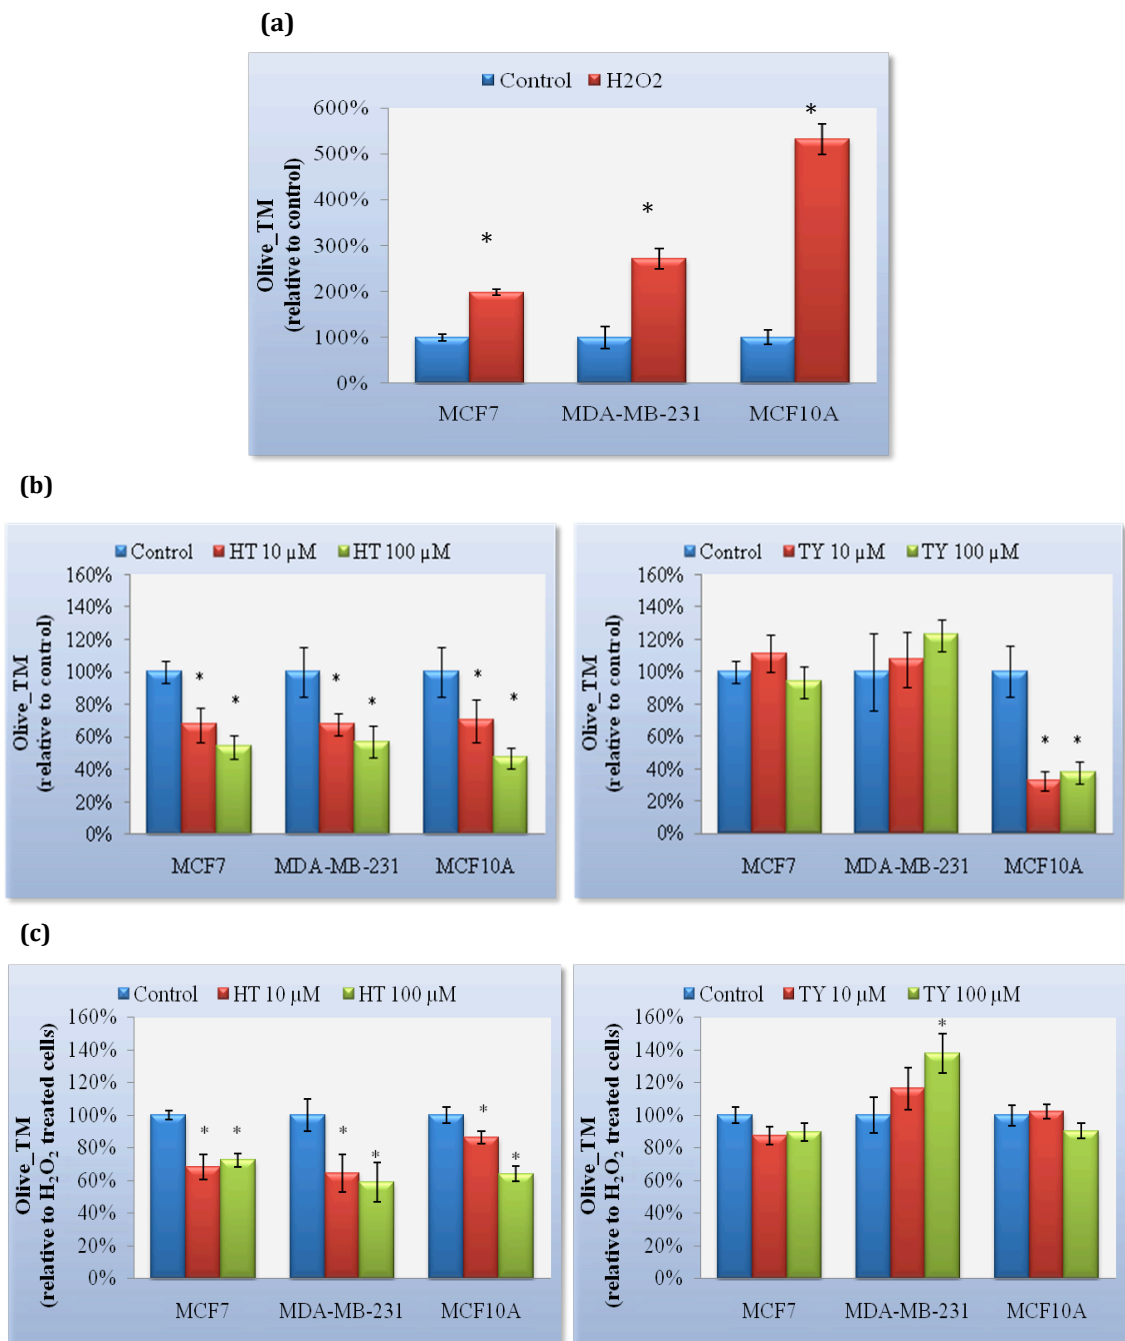 (a)
Control H2O2
Olive_TM
(relative to control)
600%
500%
400%
300%
200%
100%
0%
*
*
*
MCF7 MDA-MB-231 MCF10A
(b)
Control HT 10 µM HT 100 µM
Olive_TM
(relative to control)
160%
140%
120%
100%
80%
60%
40%
20%
0%
* * * * * *
MCF7 MDA-MB-231 MCF10A
Control TY 10 µM TY 100 µM
Olive_TM
(relative to control)
160%
140%
120%
100%
80%
60%
40%
20%
0%
* *
MCF7 MDA-MB-231 MCF10A
(c)
Control HT 10 µM HT 100 µM
Olive_TM
(relative to H₂O₂ treated cells)
160%
140%
120%
100%
80%
60%
40%
20%
0%
* * * * * *
MCF7 MDA-MB-231 MCF10A
Control TY 10 µM TY 100 µM
Olive_TM
(relative to H₂O₂ treated cells)
160%
140%
120%
100%
80%
60%
40%
20%
0%
*
MCF7 MDA-MB-231 MCF10A